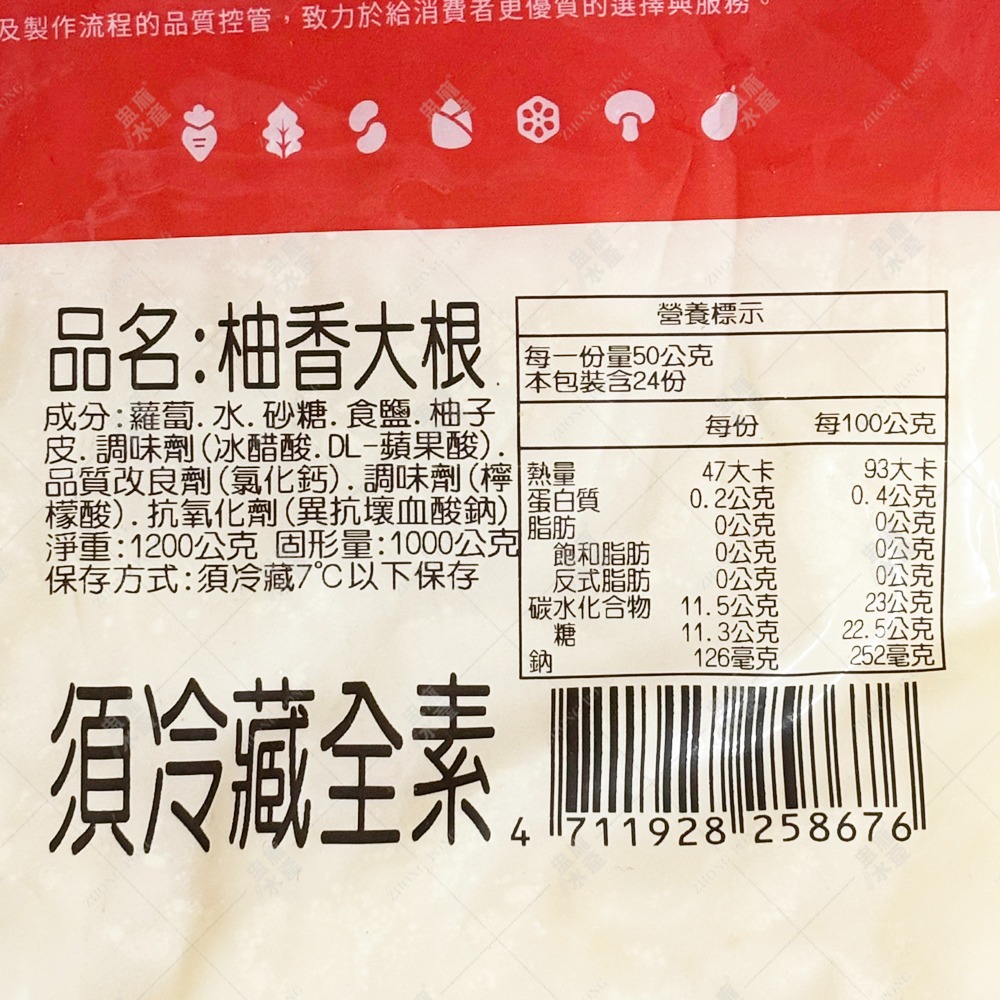 及製作流程的品質控管，致力於給消費者更優質的選擇與服務。
品名:柚香大根
成分:蘿蔔.水.砂糖.食鹽.柚子
皮.調味劑(冰醋酸.DL-蘋果酸).
品質改良劑(氯化鈣).調味劑(檸
檬酸).抗氧化劑(異抗壞血酸鈉)
淨重:1200公克 固形量:1000公克
保存方式:須冷藏7℃以下保存
須冷藏全素
營養標示
每一份量50公克
本包裝含24份
每份 每100公克
熱量 47大卡 93大卡
蛋白質 0.2公克 0.4公克
脂肪 0公克 0公克
飽和脂肪 0公克 0公克
反式脂肪 0公克 0公克
碳水化合物 11.5公克 23公克
糖 11.3公克 22.5公克
鈉 126毫克 252毫克
4 711928 258676